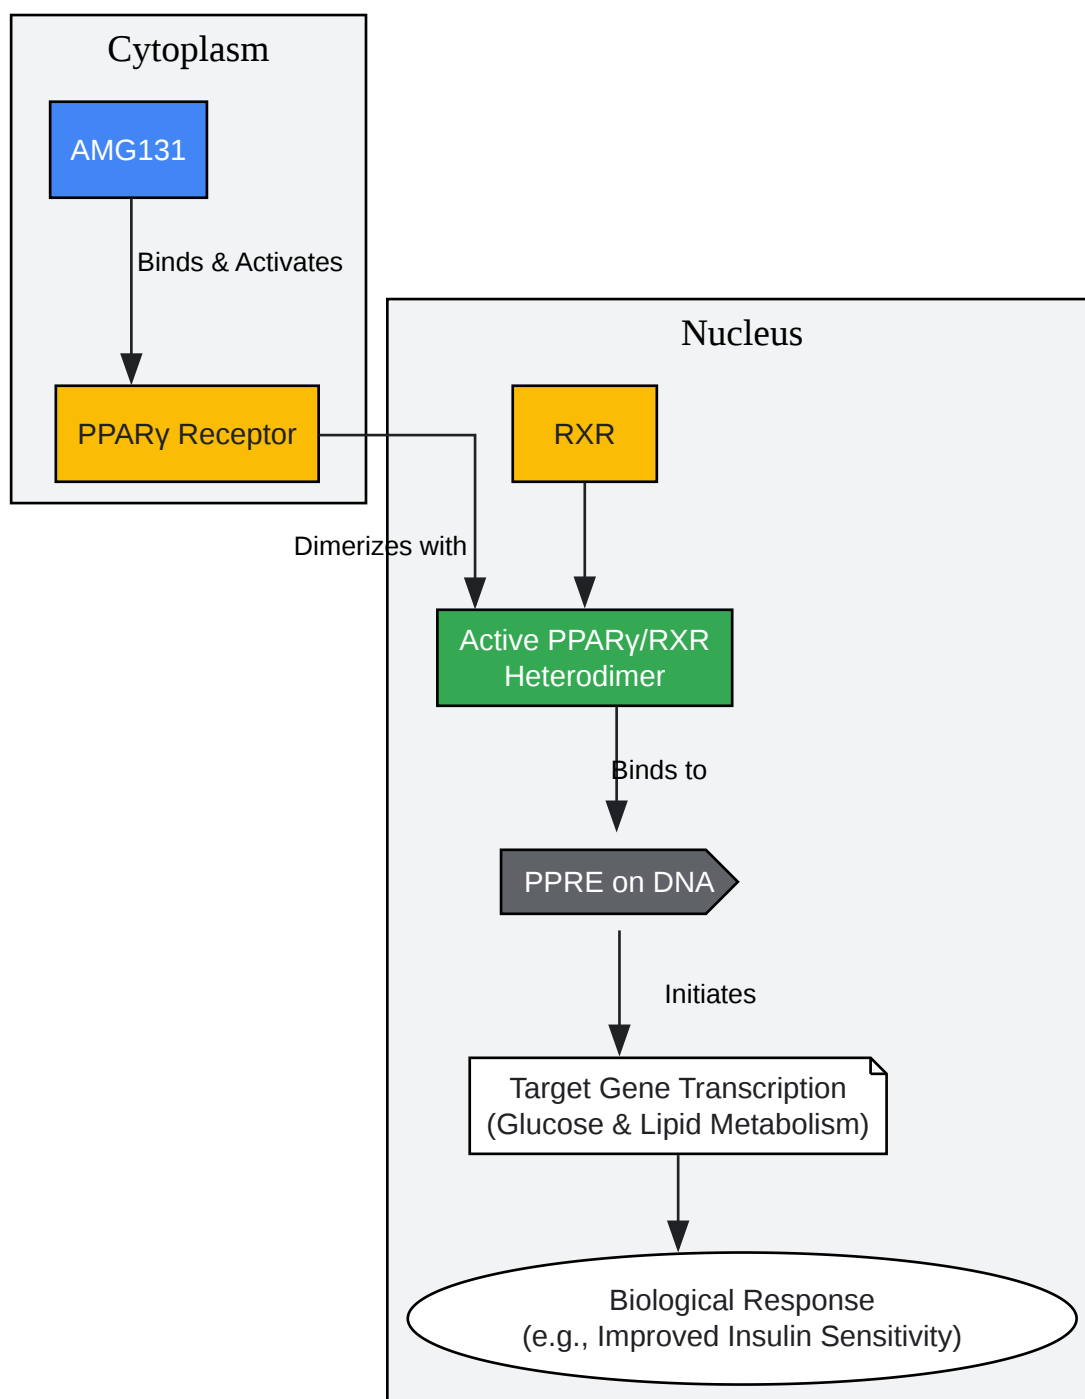 Cytoplasm
AMG131
Binds & Activates
PPARγ Receptor
Nucleus
RXR
Dimerizes with
Active PPARγ/RXR
Heterodimer
Binds to
PPRE on DNA
Initiates
Target Gene Transcription
(Glucose & Lipid Metabolism)
Biological Response
(e.g., Improved Insulin Sensitivity)